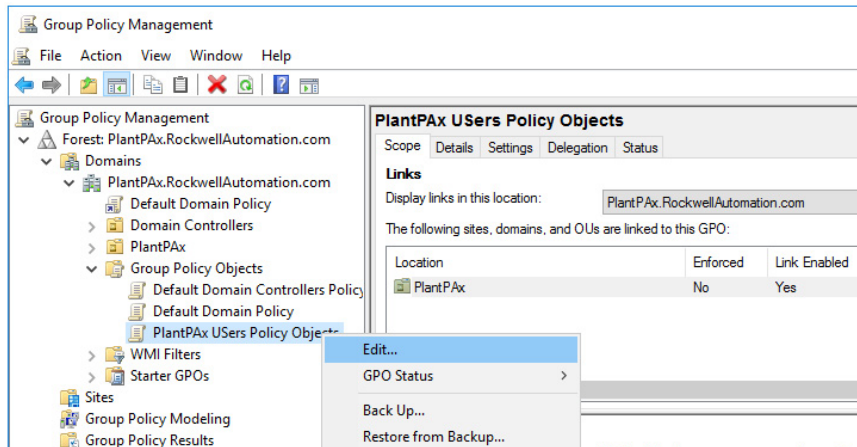 Group Policy Management
File Action View Window Help
Group Policy Management
Forest: PlantPAx.RockwellAutomation.com
Domains
PlantPAx.RockwellAutomation.com
Default Domain Policy
Domain Controllers
PlantPAx
Group Policy Objects
Default Domain Controllers Policy
Default Domain Policy
PlantPAx USers Policy Objects
WMI Filters
Starter GPOs
Sites
Group Policy Modeling
Group Policy Results
PlantPAx USers Policy Objects
Scope Details Settings Delegation Status
Links
Display links in this location: PlantPAx.RockwellAutomation.com
The following sites, domains, and OUs are linked to this GPO:
Location Enforced Link Enabled
PlantPAx No Yes
Edit...
GPO Status
Back Up...
Restore from Backup...